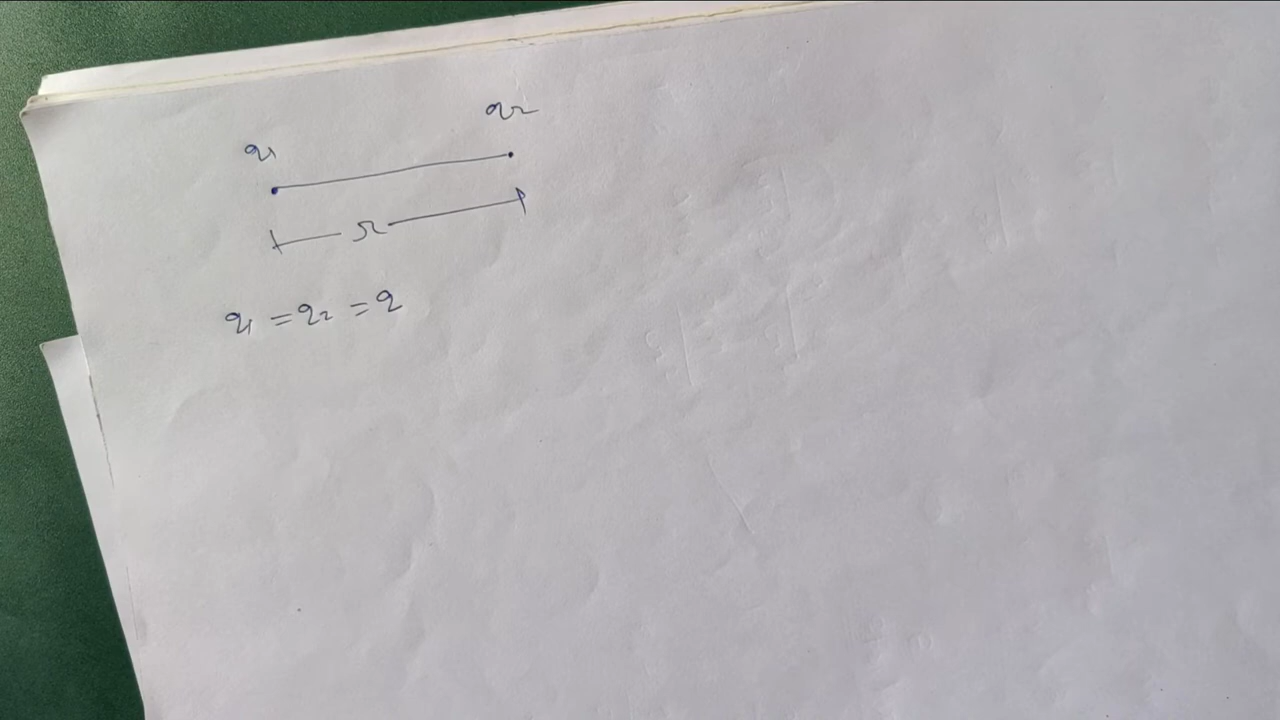 q1 q2
r
q1 = q2 = q